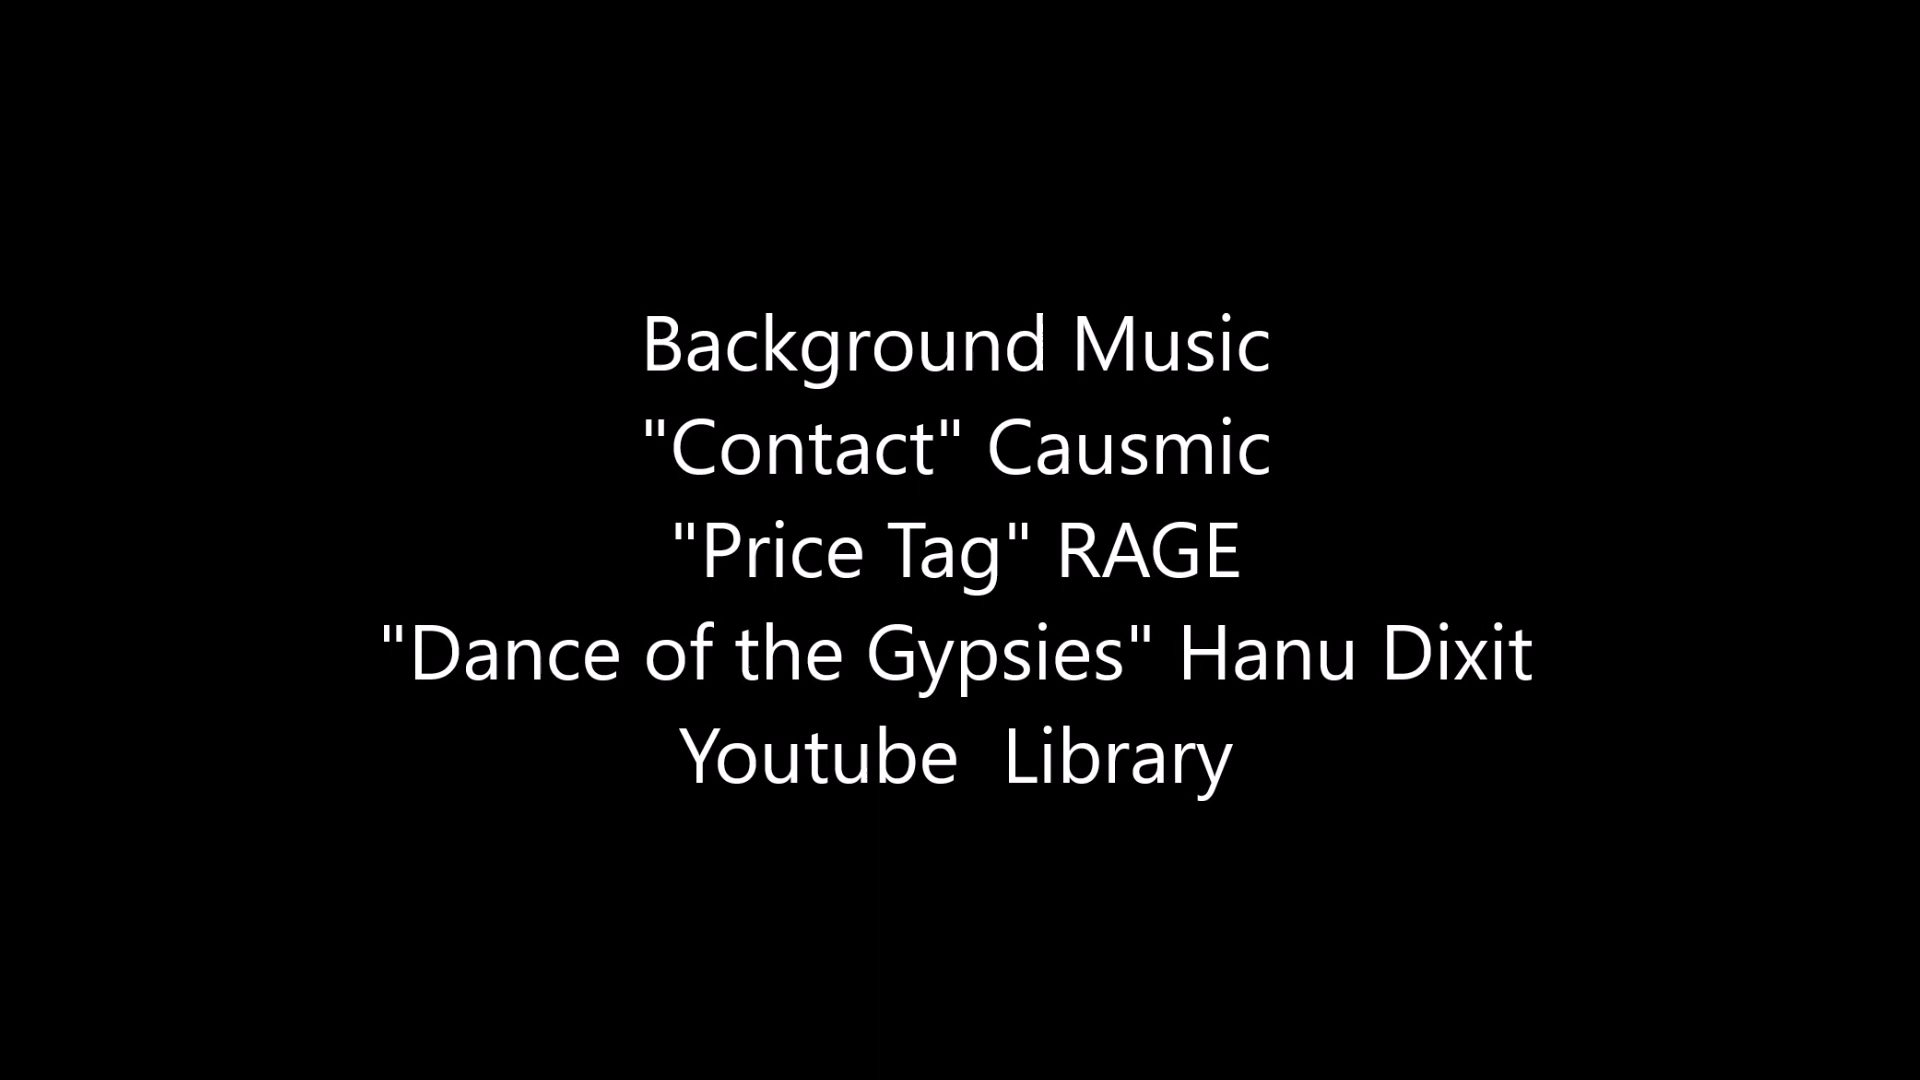 Background Music
"Contact" Causmic
"Price Tag" RAGE
"Dance of the Gypsies" Hanu Dixit
Youtube  Library